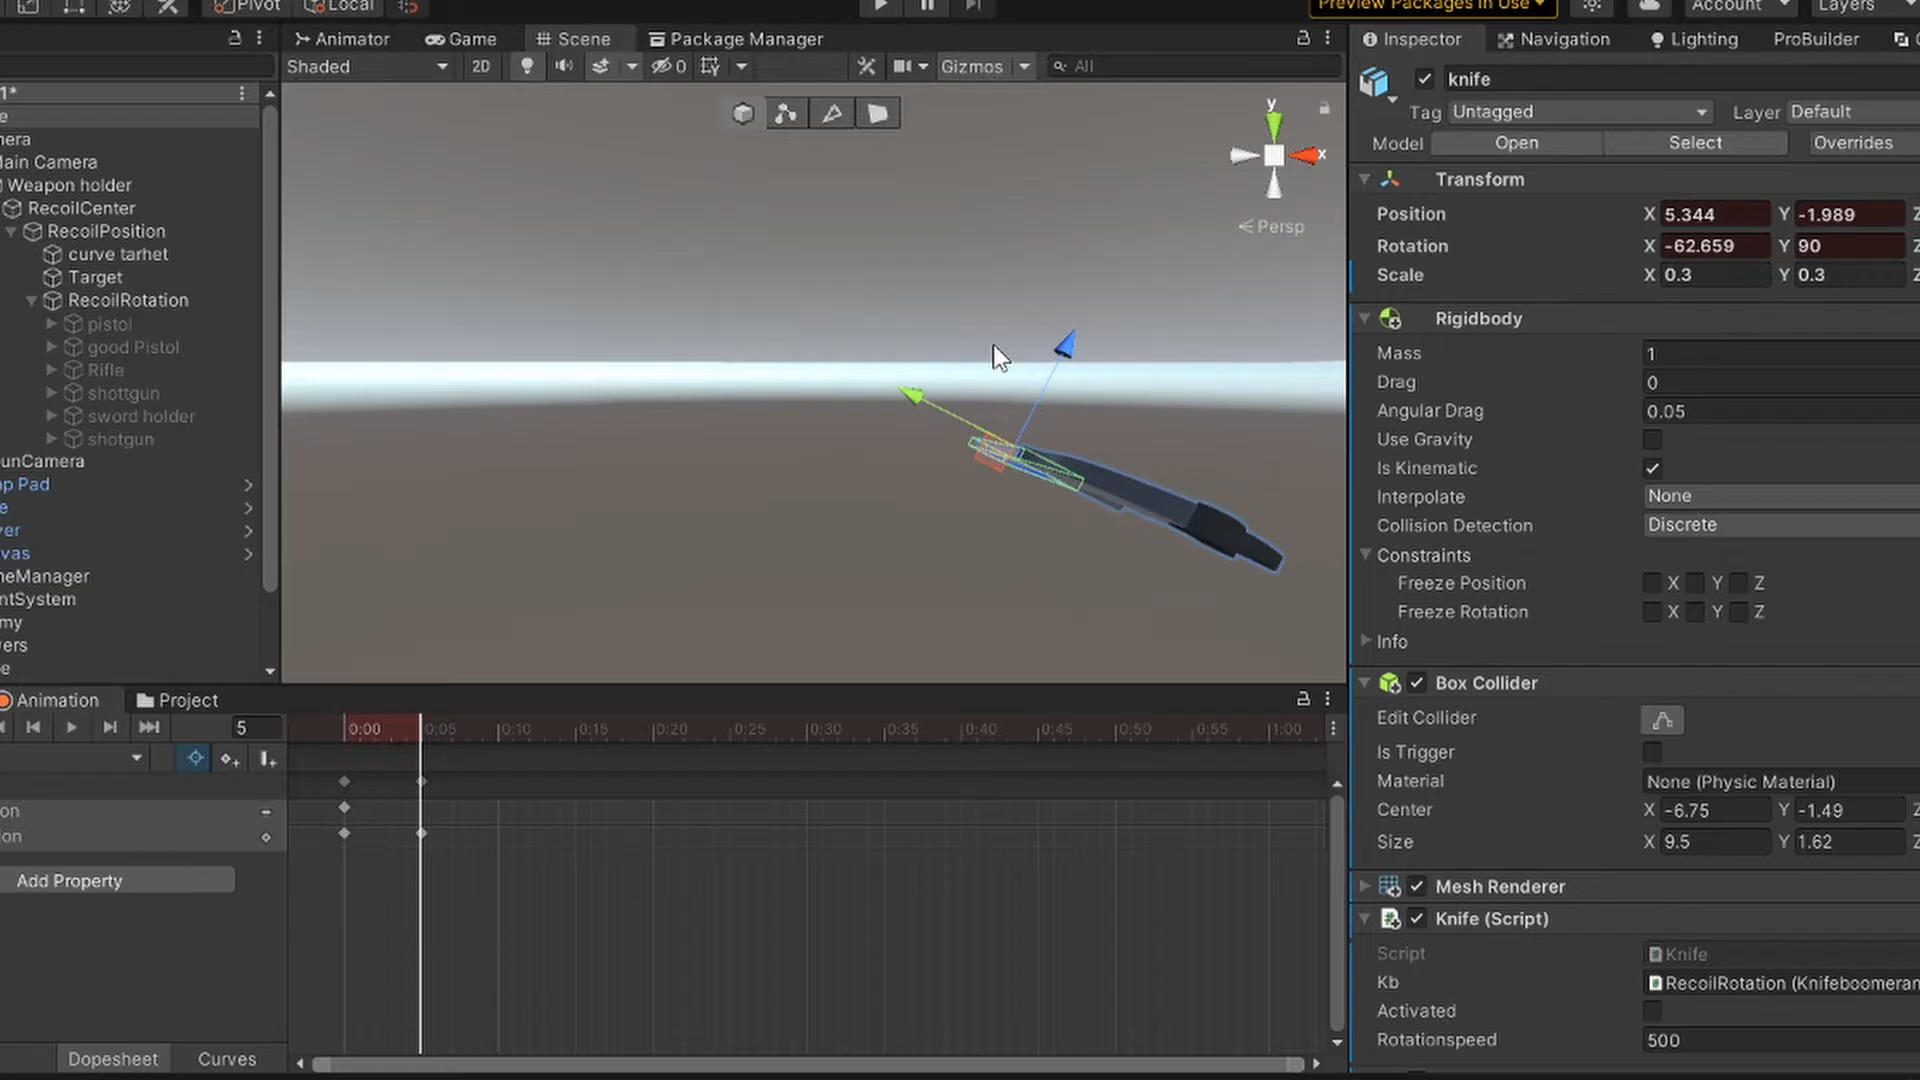 Pivot Local Preview Packages in Use Account Layers
Animator Game Scene Package Manager Inspector Navigation Lighting ProBuilder
Shaded 2D 0 Gizmos All
knife
1*
Tag Untagged Layer Default
Model Open Select Overrides
Main Camera
Weapon holder
RecoilCenter
RecoilPosition
curve tarhet
Target
RecoilRotation
pistol
good Pistol
Rifle
shottgun
sword holder
shotgun
unCamera
p Pad
e
ver
vas
eManager
ntSystem
my
ers
e
y
x
Persp
Transform
Position X 5.344 Y -1.989 Z
Rotation X -62.659 Y 90
Scale X 0.3 Y 0.3 Z
Rigidbody
Mass 1
Drag 0
Angular Drag 0.05
Use Gravity
Is Kinematic
Interpolate None
Collision Detection Discrete
Constraints
Freeze Position X Y Z
Freeze Rotation X Y Z
Info
Box Collider
Edit Collider
Is Trigger
Material None (Physic Material)
Center X -6.75 Y -1.49 Z
Size X 9.5 Y 1.62 Z
Mesh Renderer
Knife (Script)
Script Knife
Kb RecoilRotation (Knifeboomeran
Activated
Rotationspeed 500
Animation Project
5 0:00 0:05 0:10 0:15 0:20 0:25 0:30 0:35 0:40 0:45 0:50 0:55 1:00
on
ion
Add Property
Dopesheet Curves